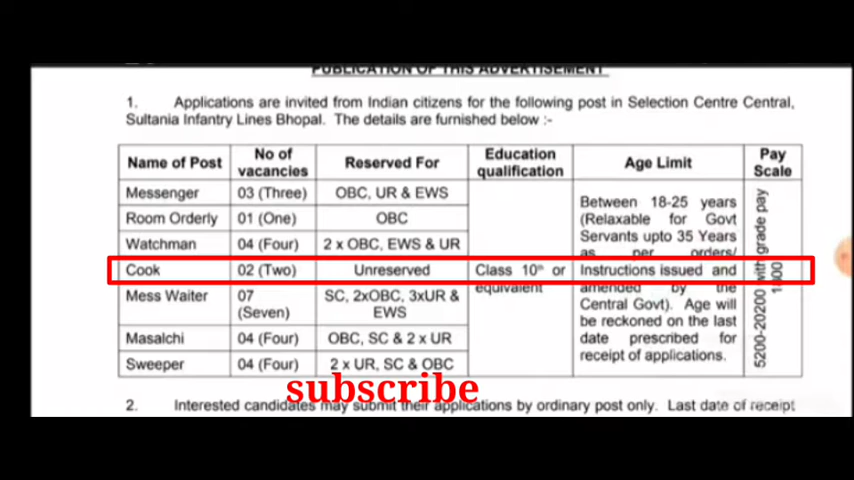 PUBLICATION OF THIS ADVERTISEMENT
1. Applications are invited from Indian citizens for the following post in Selection Centre Central,
Sultania Infantry Lines Bhopal. The details are furnished below :-
Name of Post | No of vacancies | Reserved For | Education qualification | Age Limit | Pay Scale
Messenger | 03 (Three) | OBC, UR & EWS
Room Orderly | 01 (One) | OBC
Watchman | 04 (Four) | 2 x OBC, EWS & UR
Cook | 02 (Two) | Unreserved
Mess Waiter | 07 (Seven) | SC, 2xOBC, 3xUR & EWS
Masalchi | 04 (Four) | OBC, SC & 2 x UR
Sweeper | 04 (Four) | 2 x UR, SC & OBC
Class 10th or
equivalent
Between 18-25 years
(Relaxable for Govt
Servants upto 35 Years
as per orders/
Instructions issued and
amended by the
Central Govt). Age will
be reckoned on the last
date prescribed for
receipt of applications.
5200-20200 with grade pay
subscribe
2. Interested candidates may submit their applications by ordinary post only. Last date of receipt